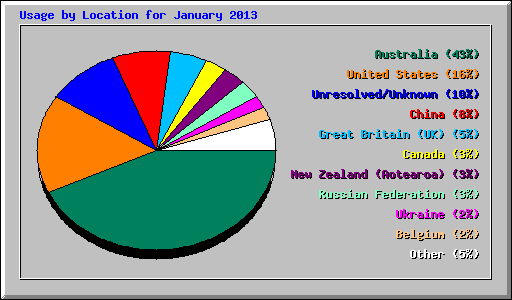 Usage by Location for January 2013
Australia (43%)
United States (16%)
Unresolved/Unknown (10%)
China (8%)
Great Britain (UK) (5%)
Canada (3%)
New Zealand (Aotearoa) (3%)
Russian Federation (3%)
Ukraine (2%)
Belgium (2%)
Other (5%)